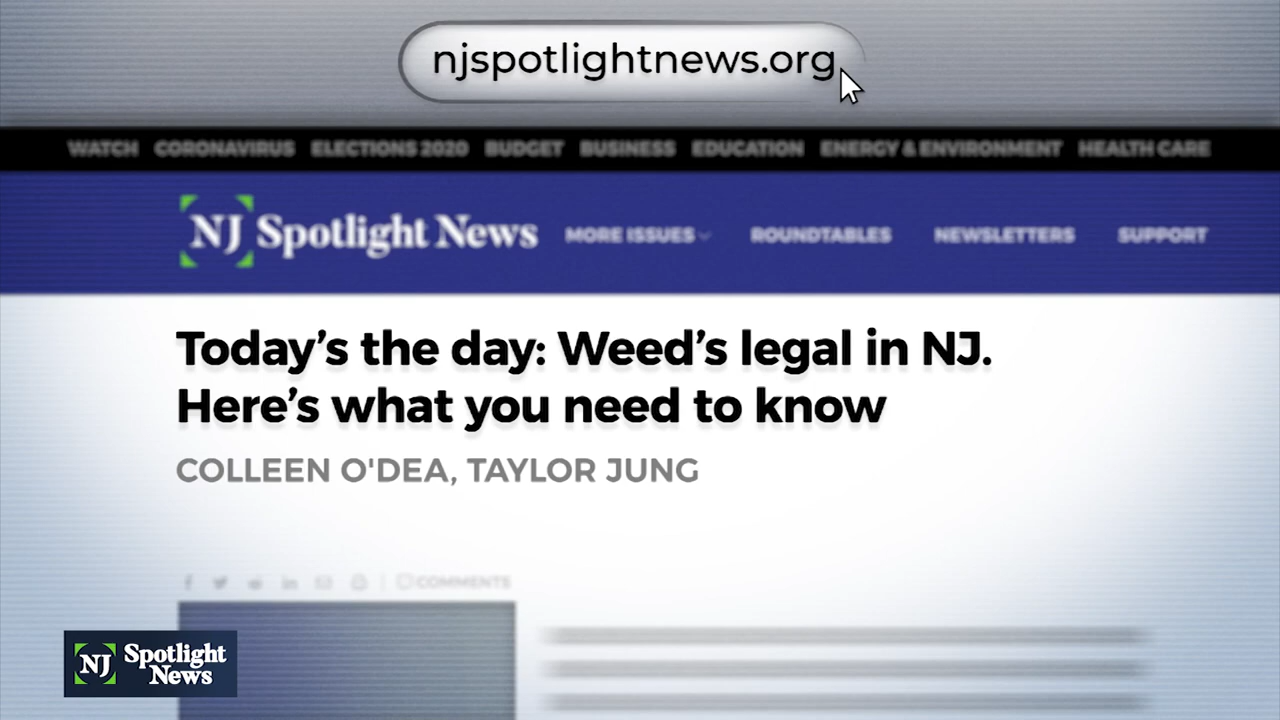 njspotlightnews.org
WATCH CORONAVIRUS ELECTIONS 2020 BUDGET BUSINESS EDUCATION ENERGY & ENVIRONMENT HEALTH CARE
NJ Spotlight News MORE ISSUES ROUNDTABLES NEWSLETTERS SUPPORT
Today's the day: Weed's legal in NJ.
Here's what you need to know
COLLEEN O'DEA, TAYLOR JUNG
COMMENTS
NJ Spotlight
News